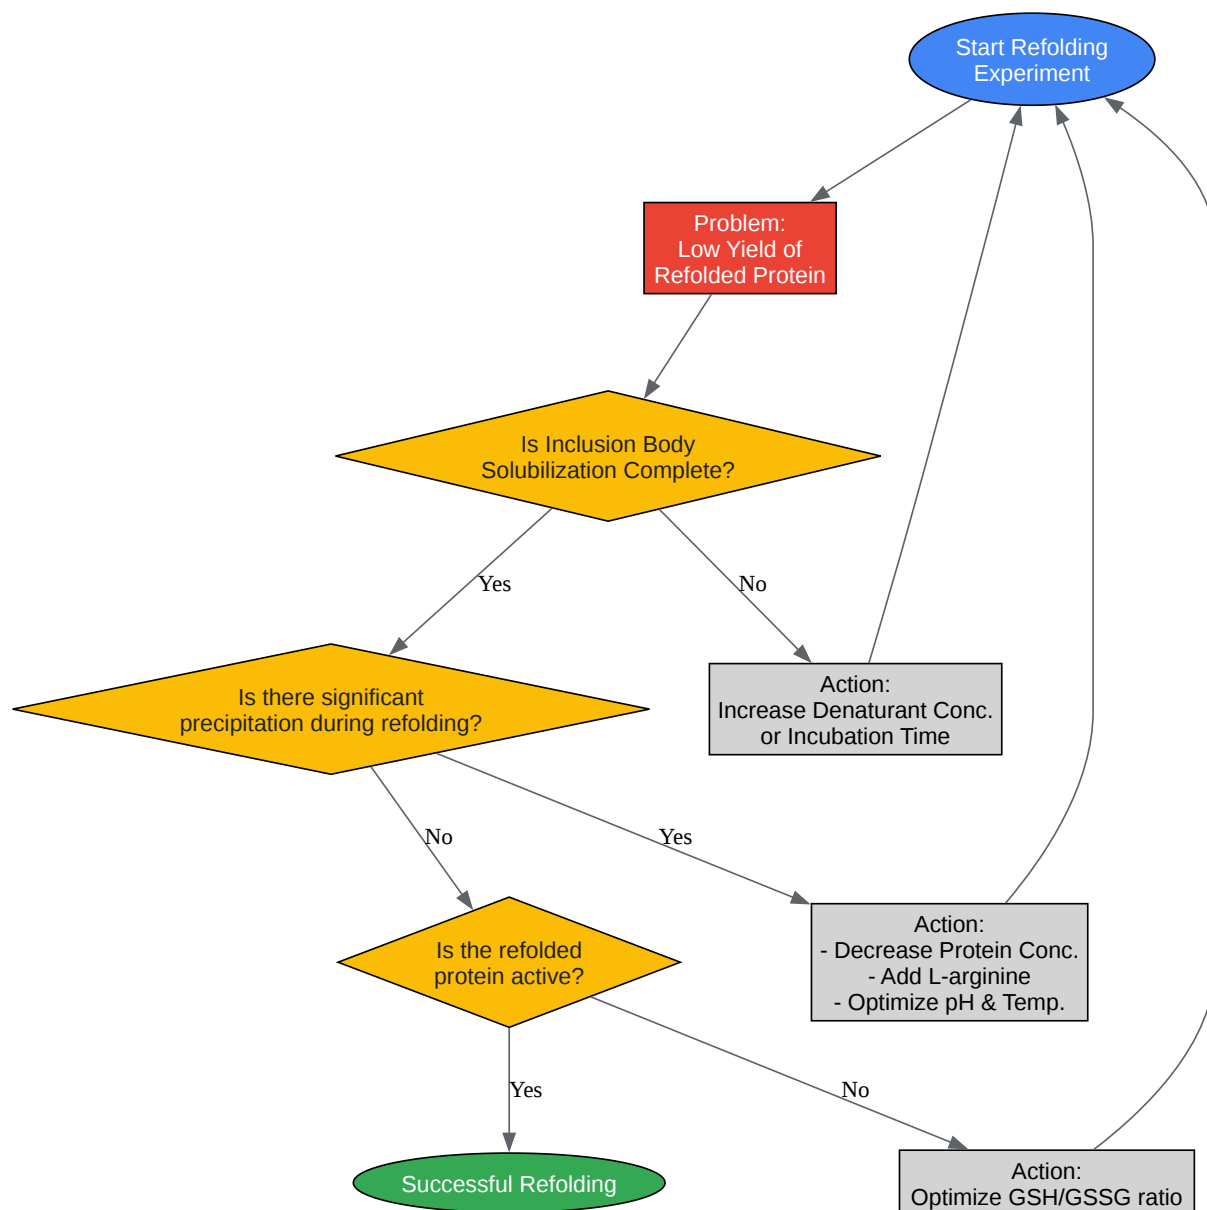 Start Refolding
Experiment
Problem:
Low Yield of
Refolded Protein
Is Inclusion Body
Solubilization Complete?
Yes
No
Is there significant
precipitation during refolding?
Action:
Increase Denaturant Conc.
or Incubation Time
No
Yes
Is the refolded
protein active?
Action:
- Decrease Protein Conc.
- Add L-arginine
- Optimize pH & Temp.
Yes
No
Successful Refolding
Action:
Optimize GSH/GSSG ratio